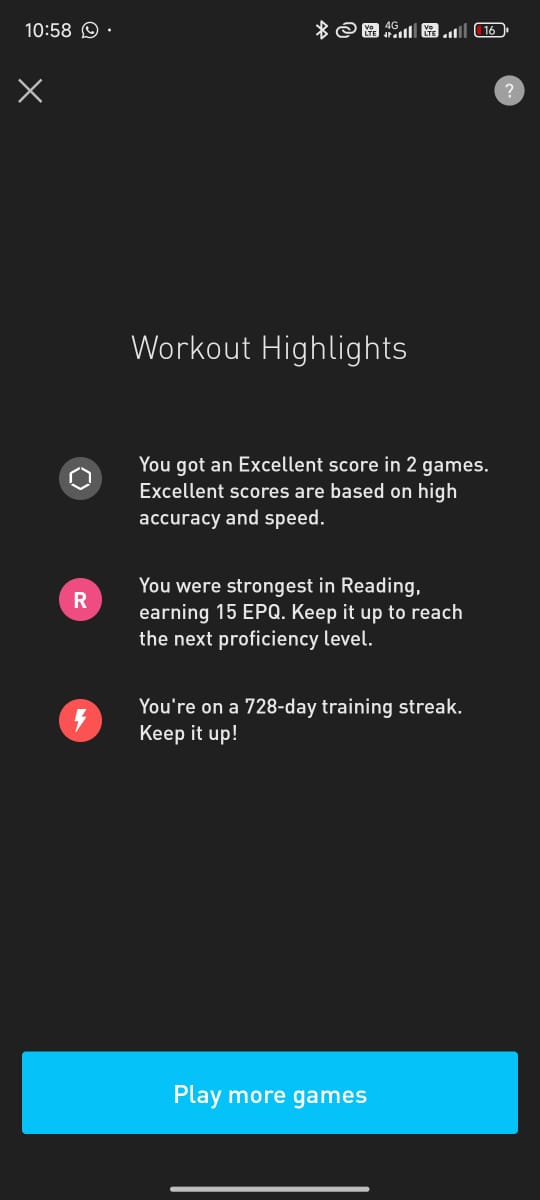 10:58
Vo
LTE
4G
Vo
LTE
16
?
Workout Highlights
You got an Excellent score in 2 games.
Excellent scores are based on high
accuracy and speed.
R
You were strongest in Reading,
earning 15 EPQ. Keep it up to reach
the next proficiency level.
You're on a 728-day training streak.
Keep it up!
Play more games